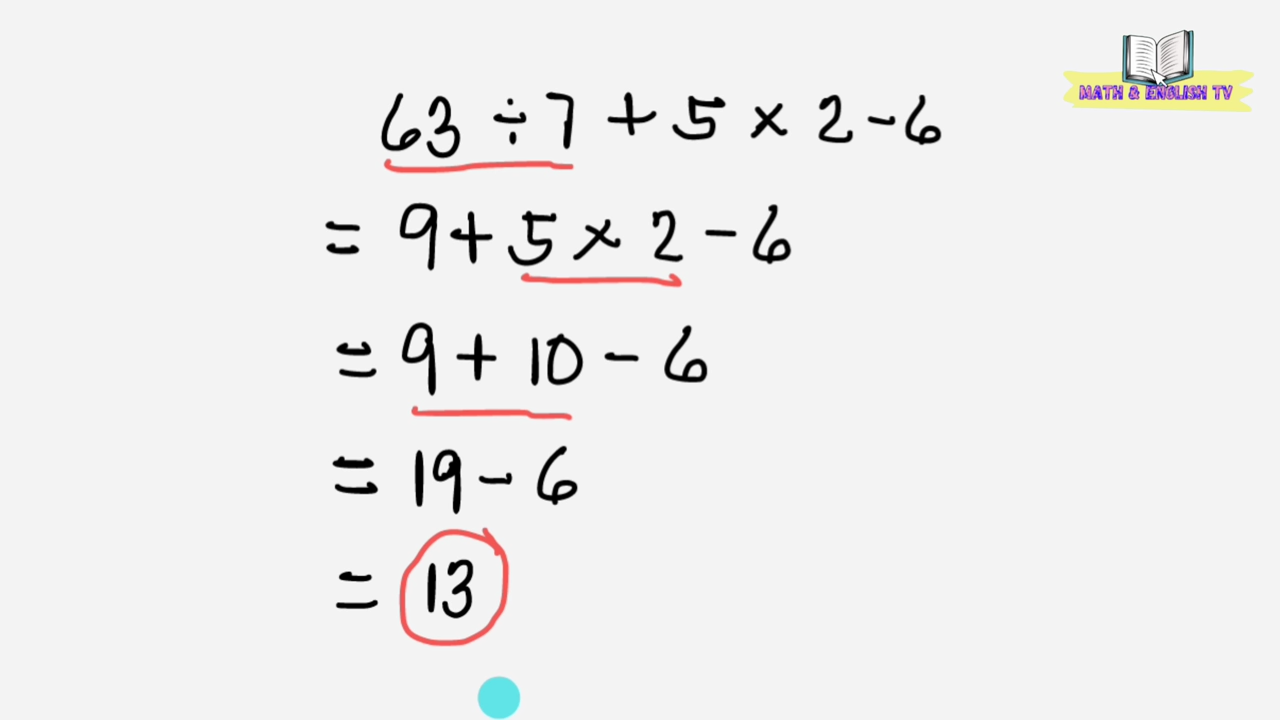 63 ÷ 7 + 5 × 2 - 6
= 9 + 5 × 2 - 6
= 9 + 10 - 6
= 19 - 6
= 13
MATH & ENGLISH TV